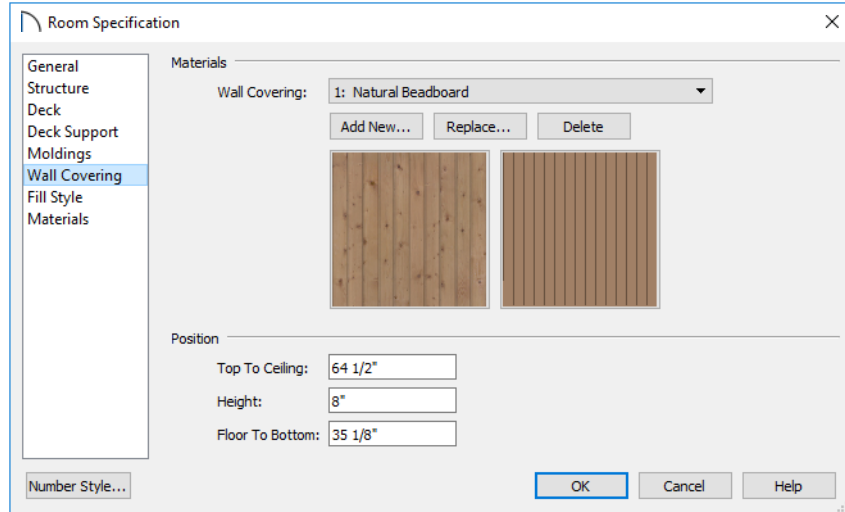 Room Specification
General
Structure
Deck
Deck Support
Moldings
Wall Covering
Fill Style
Materials
Materials
Wall Covering: 1: Natural Beadboard
Add New... Replace... Delete
Position
Top To Ceiling: 64 1/2"
Height: 8"
Floor To Bottom: 35 1/8"
Number Style... OK Cancel Help